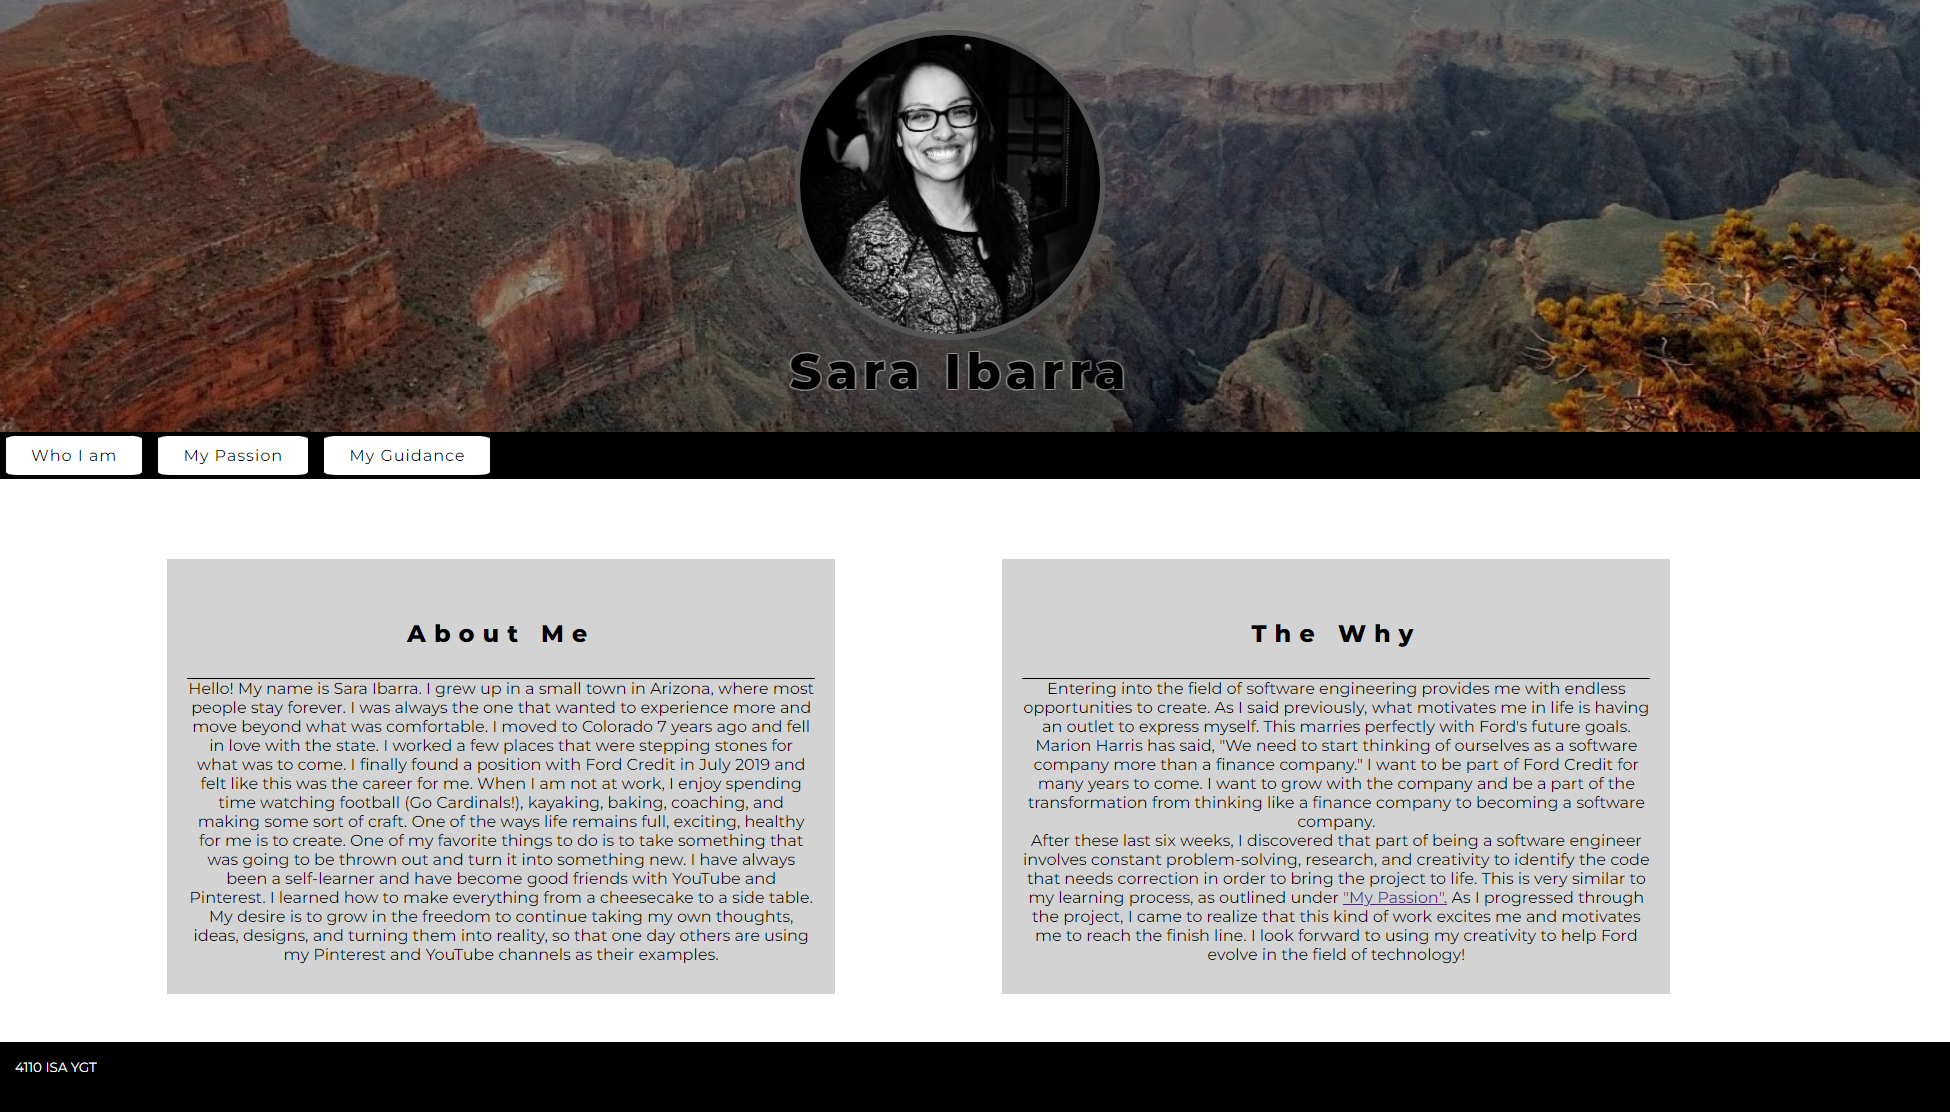 Sara Ibarra
Who I am
My Passion
My Guidance
About Me
Hello! My name is Sara Ibarra. I grew up in a small town in Arizona, where most
people stay forever. I was always the one that wanted to experience more and
move beyond what was comfortable. I moved to Colorado 7 years ago and fell
in love with the state. I worked a few places that were stepping stones for
what was to come. I finally found a position with Ford Credit in July 2019 and
felt like this was the career for me. When I am not at work, I enjoy spending
time watching football (Go Cardinals!), kayaking, baking, coaching, and
making some sort of craft. One of the ways life remains full, exciting, healthy
for me is to create. One of my favorite things to do is to take something that
was going to be thrown out and turn it into something new. I have always
been a self-learner and have become good friends with YouTube and
Pinterest. I learned how to make everything from a cheesecake to a side table.
My desire is to grow in the freedom to continue taking my own thoughts,
ideas, designs, and turning them into reality, so that one day others are using
my Pinterest and YouTube channels as their examples.
The Why
Entering into the field of software engineering provides me with endless
opportunities to create. As I said previously, what motivates me in life is having
an outlet to express myself. This marries perfectly with Ford's future goals.
Marion Harris has said, "We need to start thinking of ourselves as a software
company more than a finance company." I want to be part of Ford Credit for
many years to come. I want to grow with the company and be a part of the
transformation from thinking like a finance company to becoming a software
company.
After these last six weeks, I discovered that part of being a software engineer
involves constant problem-solving, research, and creativity to identify the code
that needs correction in order to bring the project to life. This is very similar to
my learning process, as outlined under "My Passion". As I progressed through
the project, I came to realize that this kind of work excites me and motivates
me to reach the finish line. I look forward to using my creativity to help Ford
evolve in the field of technology!
4110 ISA YGT